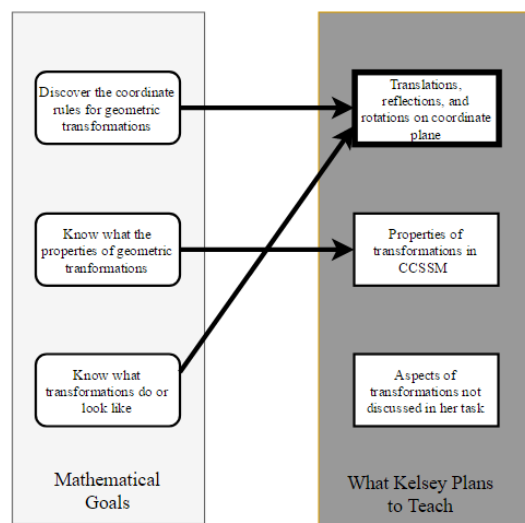 Discover the coordinate
rules for geometric
transformations
Translations,
reflections, and
rotations on coordinate
plane
Know what the
properties of geometric
tranformations
Properties of
transformations in
CCSSM
Know what
transformations do or
look like
Aspects of
transformations not
discussed in her task
Mathematical
Goals
What Kelsey Plans
to Teach